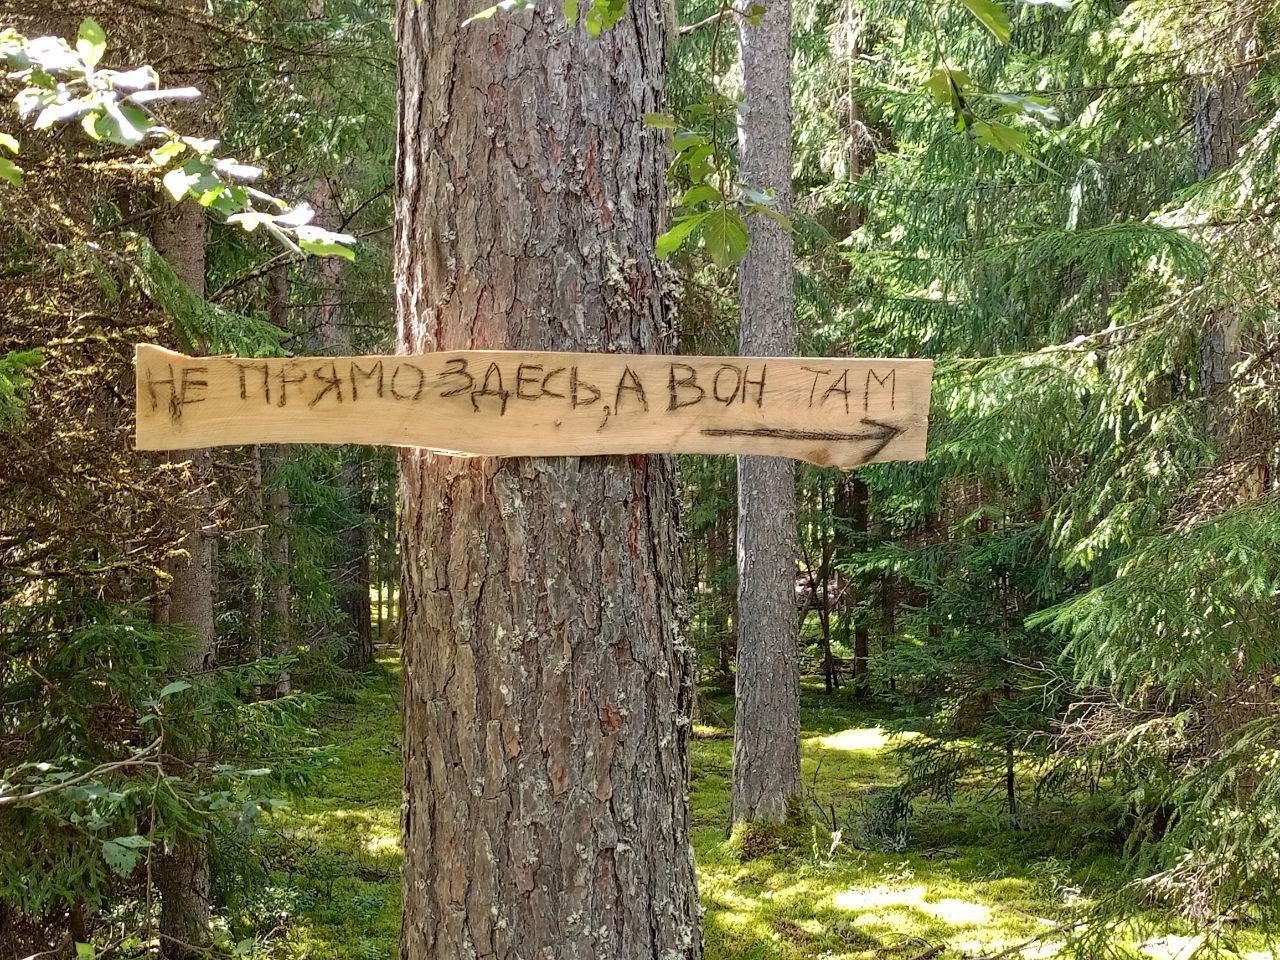 НЕ ПРЯМО ЗДЕСЬ, А ВОН ТАМ